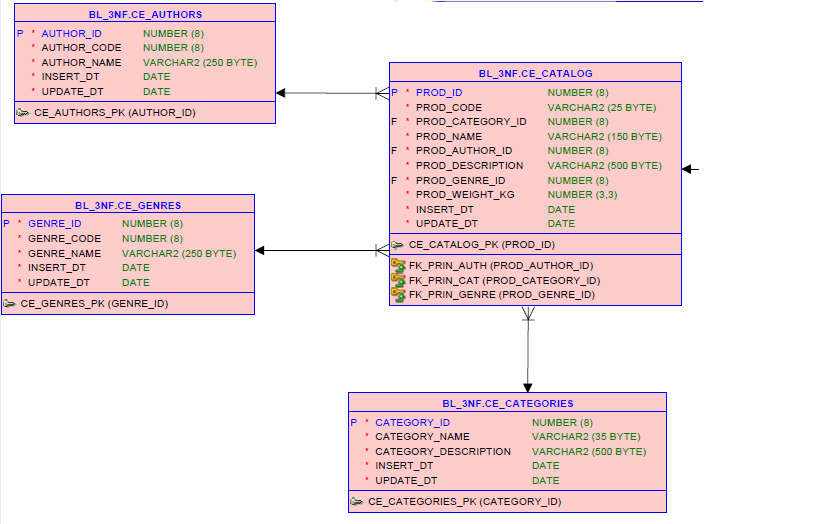 BL_3NF.CE_AUTHORS
P * AUTHOR_ID NUMBER (8)
* AUTHOR_CODE NUMBER (8)
* AUTHOR_NAME VARCHAR2 (250 BYTE)
* INSERT_DT DATE
* UPDATE_DT DATE
CE_AUTHORS_PK (AUTHOR_ID)
BL_3NF.CE_CATALOG
P * PROD_ID NUMBER (8)
* PROD_CODE VARCHAR2 (25 BYTE)
F * PROD_CATEGORY_ID NUMBER (8)
* PROD_NAME VARCHAR2 (150 BYTE)
F * PROD_AUTHOR_ID NUMBER (8)
* PROD_DESCRIPTION VARCHAR2 (500 BYTE)
F * PROD_GENRE_ID NUMBER (8)
* PROD_WEIGHT_KG NUMBER (3,3)
* INSERT_DT DATE
* UPDATE_DT DATE
CE_CATALOG_PK (PROD_ID)
FK_PRIN_AUTH (PROD_AUTHOR_ID)
FK_PRIN_CAT (PROD_CATEGORY_ID)
FK_PRIN_GENRE (PROD_GENRE_ID)
BL_3NF.CE_GENRES
P * GENRE_ID NUMBER (8)
* GENRE_CODE NUMBER (8)
* GENRE_NAME VARCHAR2 (250 BYTE)
* INSERT_DT DATE
* UPDATE_DT DATE
CE_GENRES_PK (GENRE_ID)
BL_3NF.CE_CATEGORIES
P * CATEGORY_ID NUMBER (8)
* CATEGORY_NAME VARCHAR2 (35 BYTE)
* CATEGORY_DESCRIPTION VARCHAR2 (500 BYTE)
* INSERT_DT DATE
* UPDATE_DT DATE
CE_CATEGORIES_PK (CATEGORY_ID)